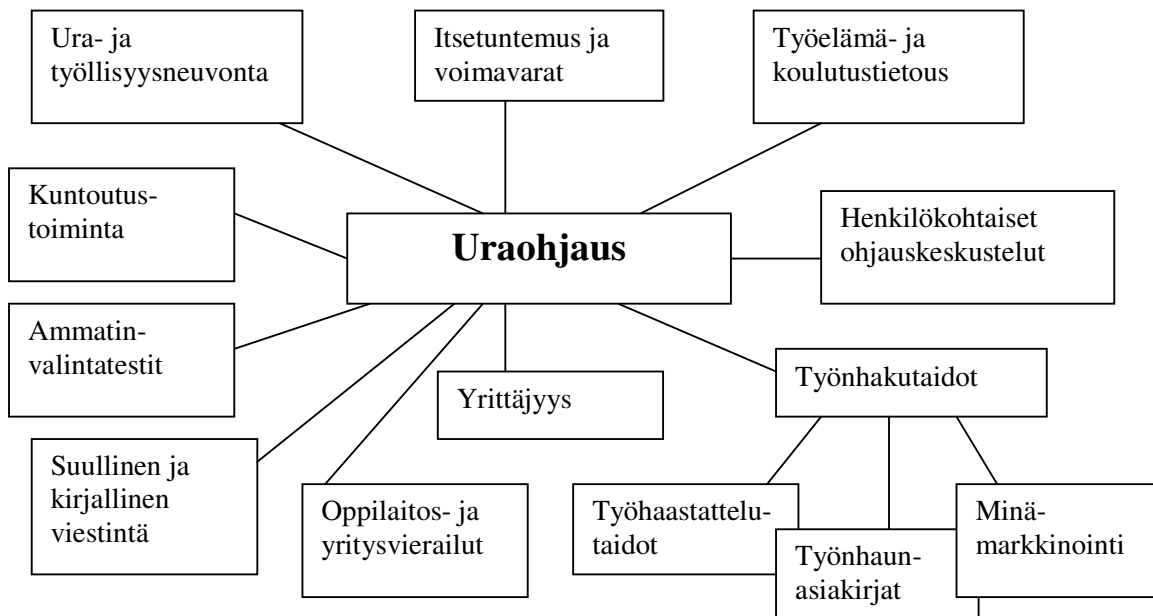 Ura- ja
työllisyysneuvonta
Itsetuntemus ja
voimavarat
Työelämä- ja
koulutustietous
Kuntoutus-
toiminta
Uraohjaus
Henkilökohtaiset
ohjauskeskustelut
Ammatin-
valintatestit
Yrittäjyys
Työnhakutaidot
Suullinen ja
kirjallinen
viestintä
Oppilaitos- ja
yritysvierailut
Työhaastattelu-
taidot
Työnhaun-
asiakirjat
Minä-
markkinointi